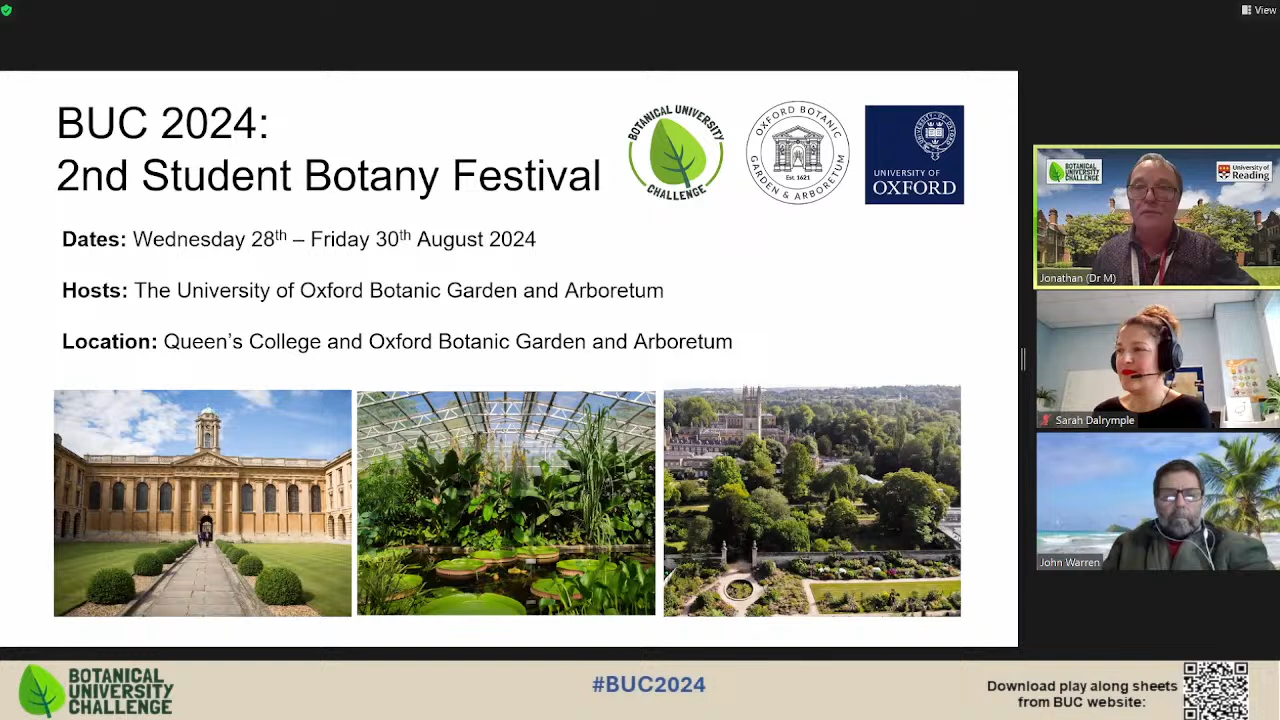 View
BUC 2024:
2nd Student Botany Festival
BOTANICAL UNIVERSITY
CHALLENGE
OXFORD BOTANIC
GARDEN & ARBORETUM
Est. 1621
UNIVERSITY OF
OXFORD
Dates: Wednesday 28th – Friday 30th August 2024
Hosts: The University of Oxford Botanic Garden and Arboretum
Location: Queen's College and Oxford Botanic Garden and Arboretum
BOTANICAL
UNIVERSITY
CHALLENGE
University of
Reading
Jonathan (Dr M)
Sarah Dalrymple
John Warren
BOTANICAL
UNIVERSITY
CHALLENGE
#BUC2024
Download play along sheets
from BUC website: